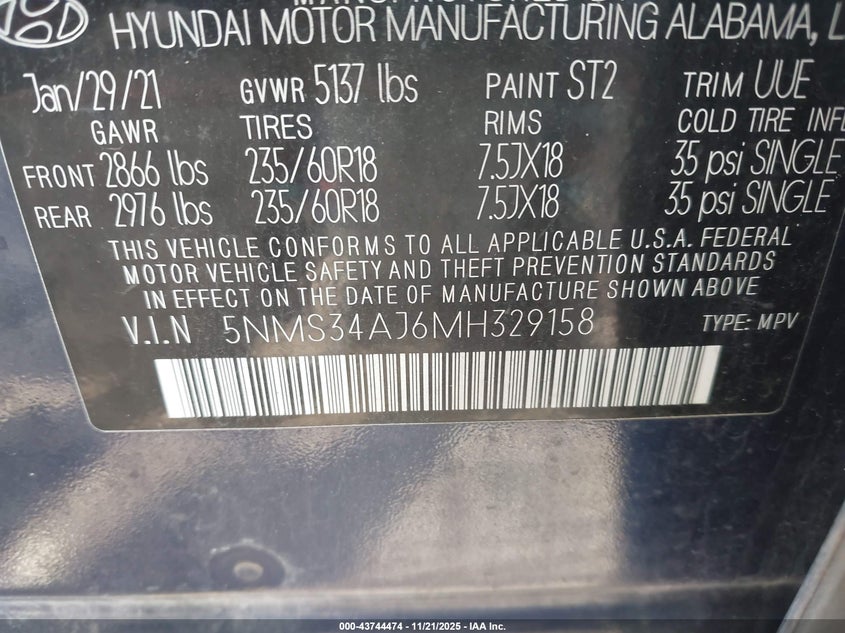 HYUNDAI MOTOR MANUFACTURING ALABAMA, L
Jan/29/21 GVWR 5137 lbs PAINT ST2 TRIM UUE
GAWR TIRES RIMS COLD TIRE INF
FRONT 2866 lbs 235/60R18 7.5JX18 35 psi SINGLE
REAR 2976 lbs 235/60R18 7.5JX18 35 psi SINGLE
THIS VEHICLE CONFORMS TO ALL APPLICABLE U.S.A. FEDERAL
MOTOR VEHICLE SAFETY AND THEFT PREVENTION STANDARDS
IN EFFECT ON THE DATE OF MANUFACTURE SHOWN ABOVE
V.I.N 5NMS34AJ6MH329158 TYPE: MPV
000-43744474 - 11/21/2025 - IAA Inc.